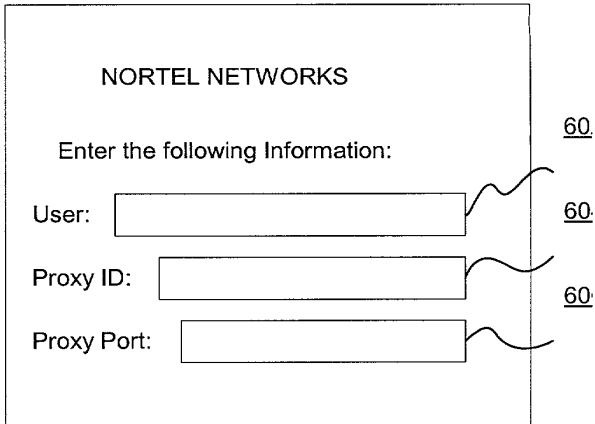 NORTEL NETWORKS
Enter the following Information:
User:
Proxy ID:
Proxy Port: